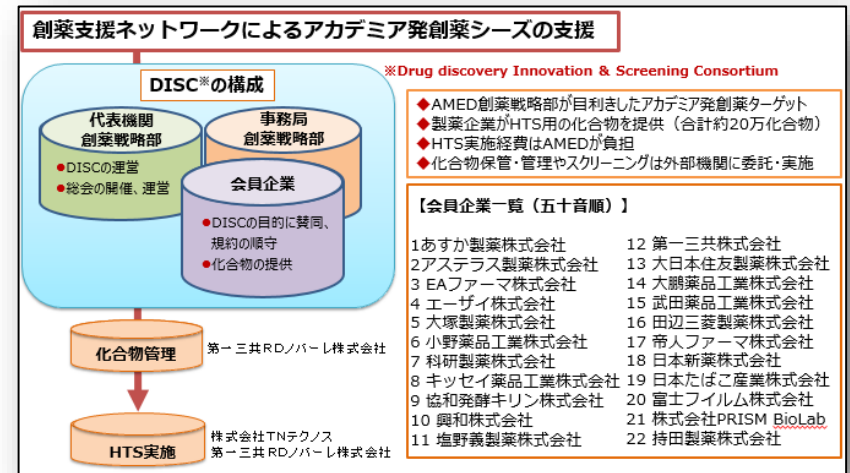 創薬支援ネットワークによるアカデミア発創薬シーズの支援
※Drug discovery Innovation & Screening Consortium
DISC※の構成
代表機関
創薬戦略部
●DISCの運営
●総会の開催、運営
事務局
創薬戦略部
会員企業
●DISCの目的に賛同、
規約の順守
●化合物の提供
◆AMED創薬戦略部が目利きしたアカデミア発創薬ターゲット
◆製薬企業がHTS用の化合物を提供（合計約20万化合物）
◆HTS実施経費はAMEDが負担
◆化合物保管・管理やスクリーニングは外部機関に委託・実施
【会員企業一覧（五十音順）】
1あすか製薬株式会社
2アステラス製薬株式会社
3 EAファーマ株式会社
4 エーザイ株式会社
5 大塚製薬株式会社
6 小野薬品工業株式会社
7 科研製薬株式会社
8 キッセイ薬品工業株式会社
9 協和発酵キリン株式会社
10 興和株式会社
11 塩野義製薬株式会社
12 第一三共株式会社
13 大日本住友製薬株式会社
14 大鵬薬品工業株式会社
15 武田薬品工業株式会社
16 田辺三菱製薬株式会社
17 帝人ファーマ株式会社
18 日本新薬株式会社
19 日本たばこ産業株式会社
20 富士フイルム株式会社
21 株式会社PRISM BioLab
22 持田製薬株式会社
化合物管理
第一三共RDノバーレ株式会社
HTS実施
株式会社TNテクノス
第一三共RDノバーレ株式会社